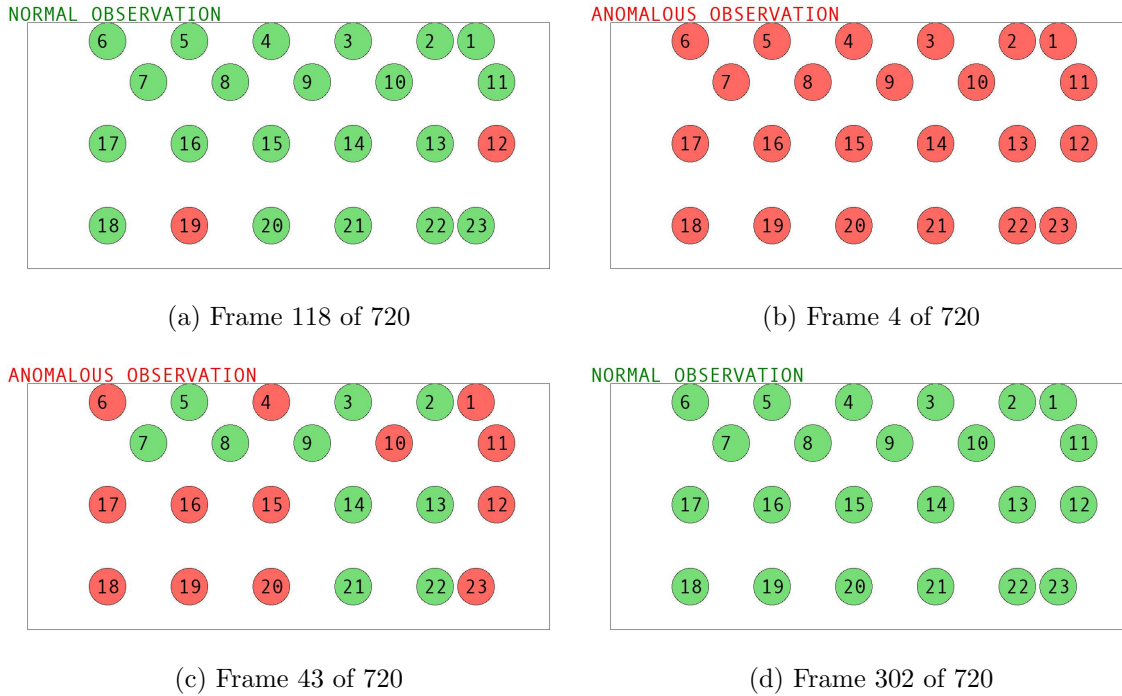 NORMAL OBSERVATION
6 5 4 3 2 1
7 8 9 10 11
17 16 15 14 13 12
18 19 20 21 22 23
(a) Frame 118 of 720
ANOMALOUS OBSERVATION
6 5 4 3 2 1
7 8 9 10 11
17 16 15 14 13 12
18 19 20 21 22 23
(b) Frame 4 of 720
ANOMALOUS OBSERVATION
6 5 4 3 2 1
7 8 9 10 11
17 16 15 14 13 12
18 19 20 21 22 23
(c) Frame 43 of 720
NORMAL OBSERVATION
6 5 4 3 2 1
7 8 9 10 11
17 16 15 14 13 12
18 19 20 21 22 23
(d) Frame 302 of 720